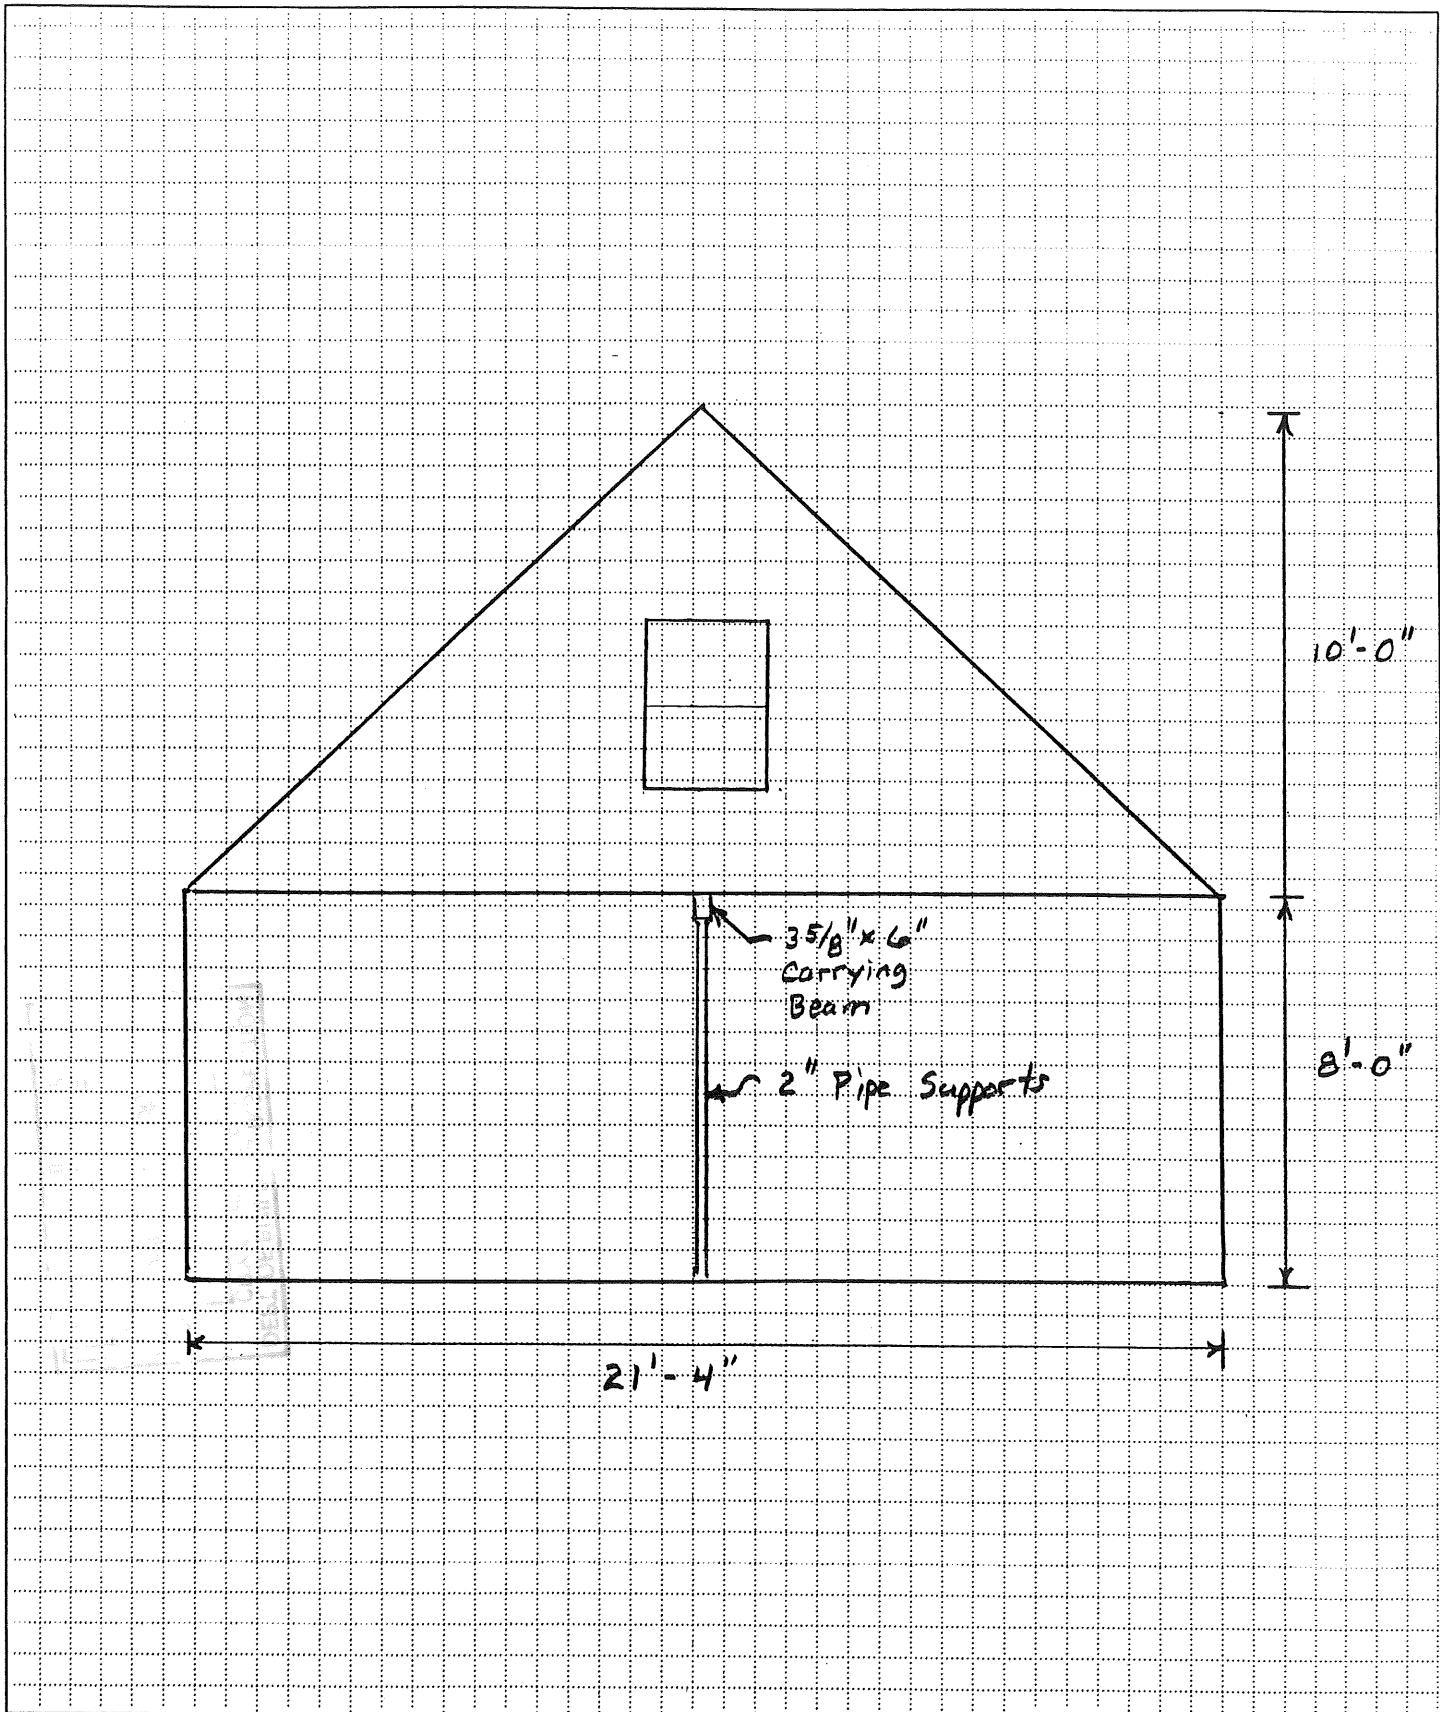 10'-0"
3 5/8" x 6"
Carrying
Beam
8'-0"
2" Pipe Supports
21'-4"